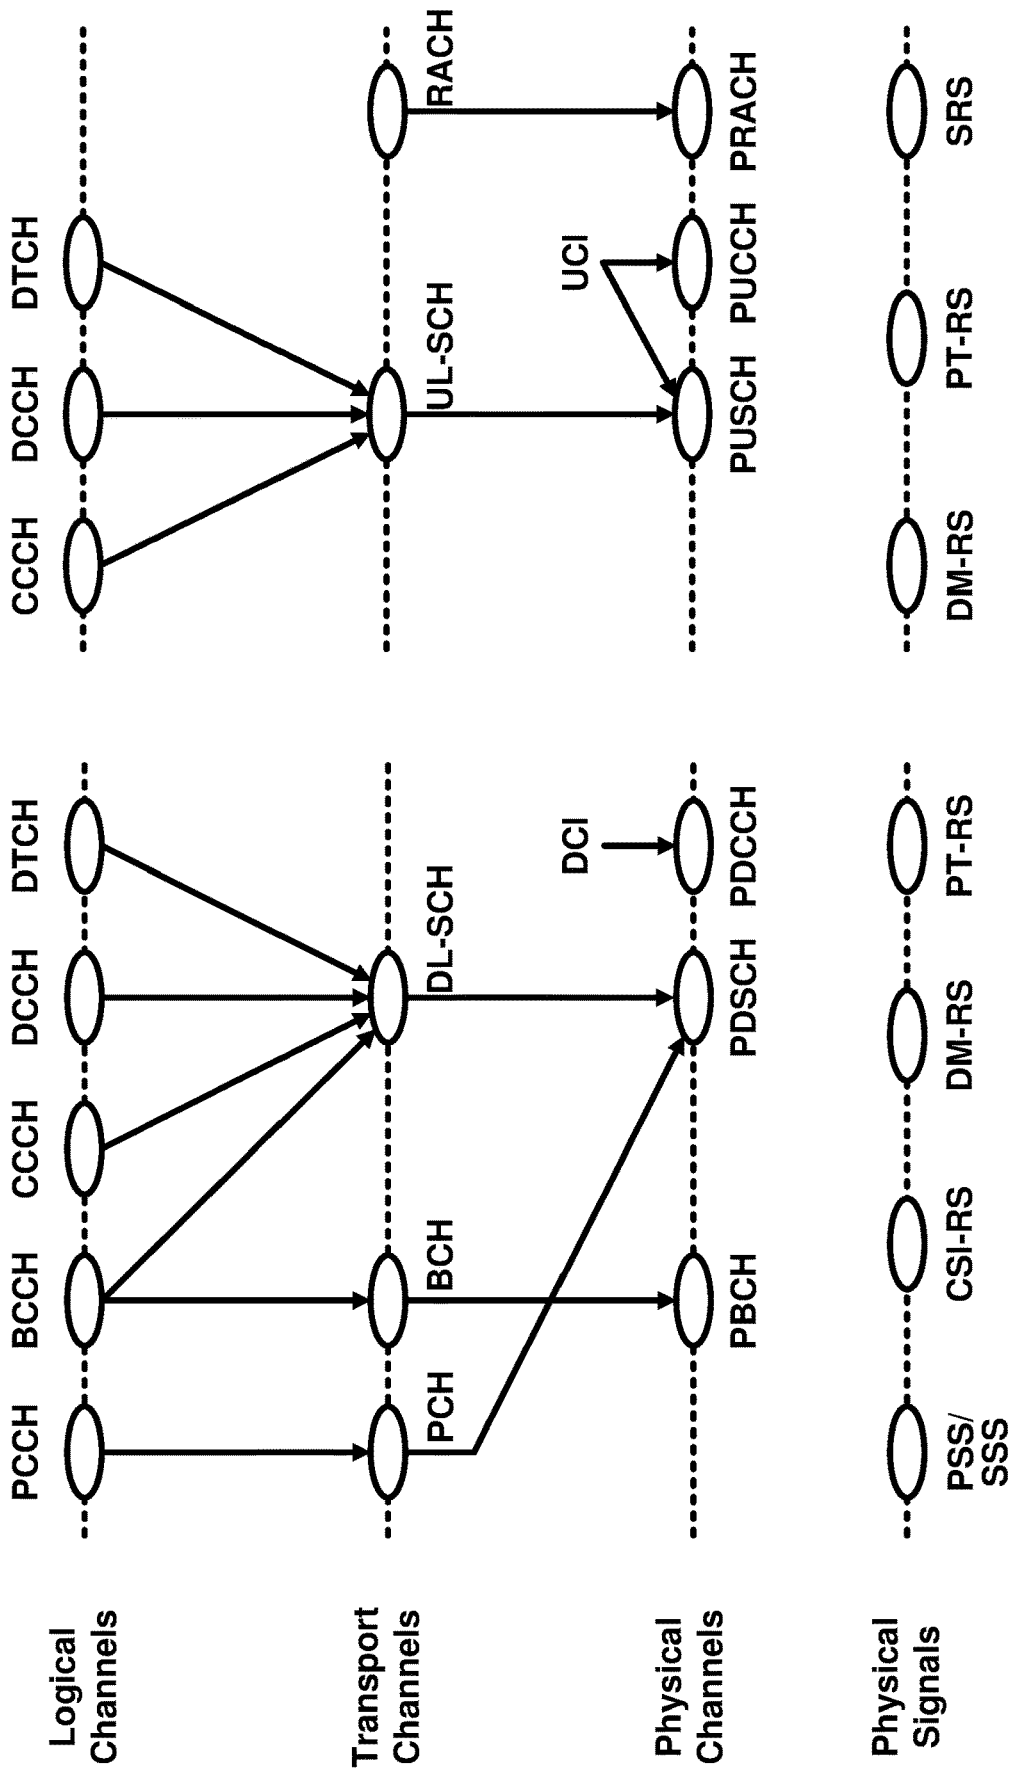 Logical
Channels
PCCH
BCCH
CCCH
DCCH
DTCH
CCCH
DCCH
DTCH
Transport
Channels
PCH
BCH
DL-SCH
UL-SCH
RACH
DCI
UCI
Physical
Channels
PBCH
PDSCH
PDCCH
PUSCH
PUCCH
PRACH
Physical
Signals
PSS/
SSS
CSI-RS
DM-RS
PT-RS
DM-RS
PT-RS
SRS